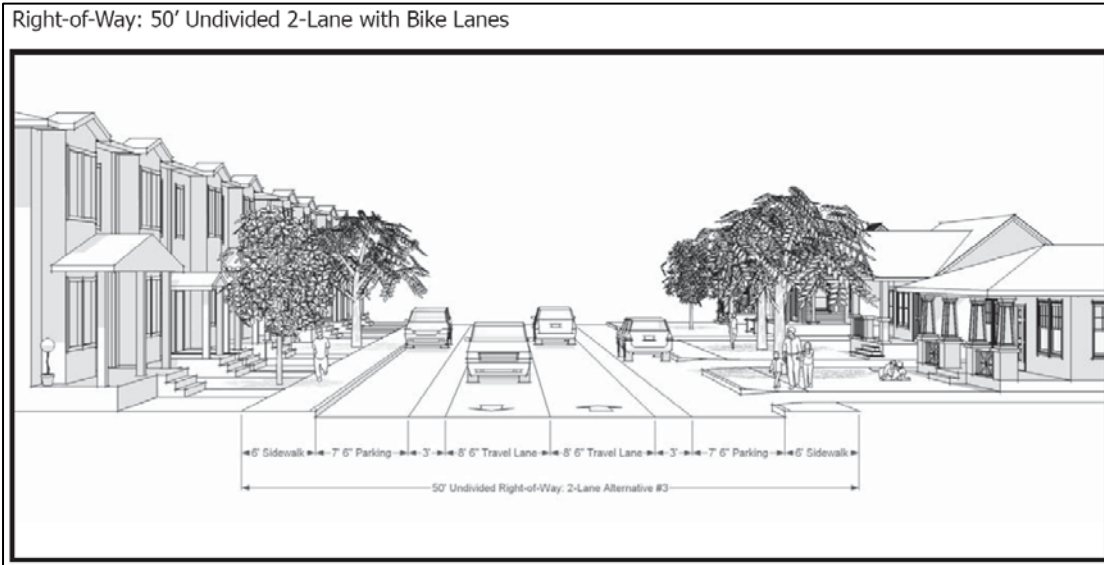 Right-of-Way: 50' Undivided 2-Lane with Bike Lanes
6' Sidewalk 7' 6" Parking 3' 8' 6" Travel Lane 8' 6" Travel Lane 3' 7' 6" Parking 6' Sidewalk
50' Undivided Right-of-Way: 2-Lane Alternative #3